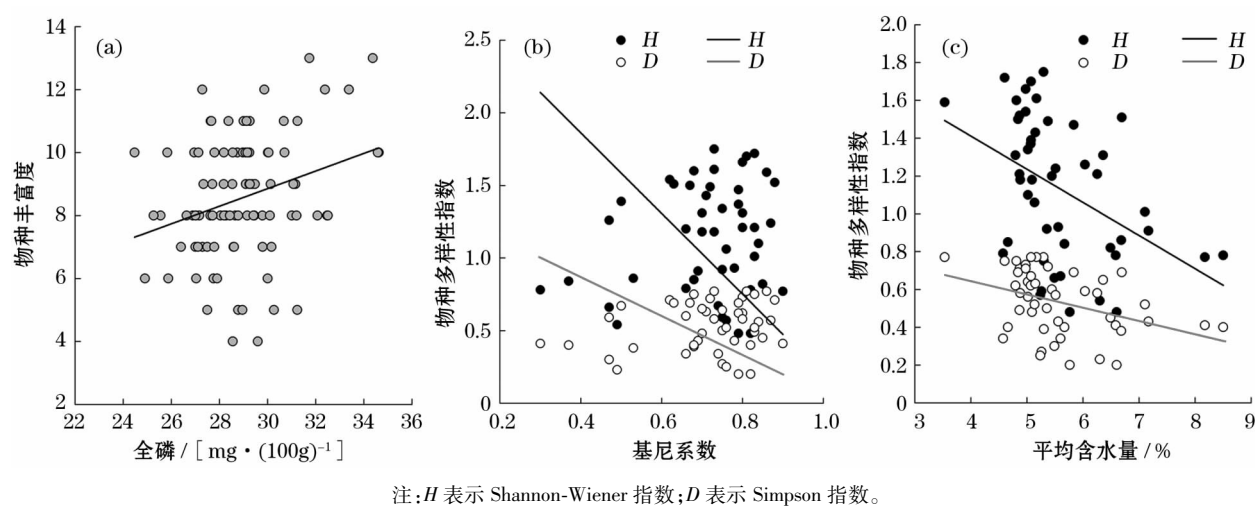 (a)
14
12
10
8
6
4
2
22
24
26
28
30
32
34
36
物种丰富度
全磷 / [ mg·(100g)⁻¹ ]
(b)
H
H
D
D
2.5
2.0
1.5
1.0
0.5
0
0.2
0.4
0.6
0.8
1.0
物种多样性指数
基尼系数
(c)
H
H
D
D
2.0
1.8
1.6
1.4
1.2
1.0
0.8
0.6
0.4
0.2
0
3
4
5
6
7
8
9
物种多样性指数
平均含水量 / %
注:H 表示 Shannon-Wiener 指数;D 表示 Simpson 指数。